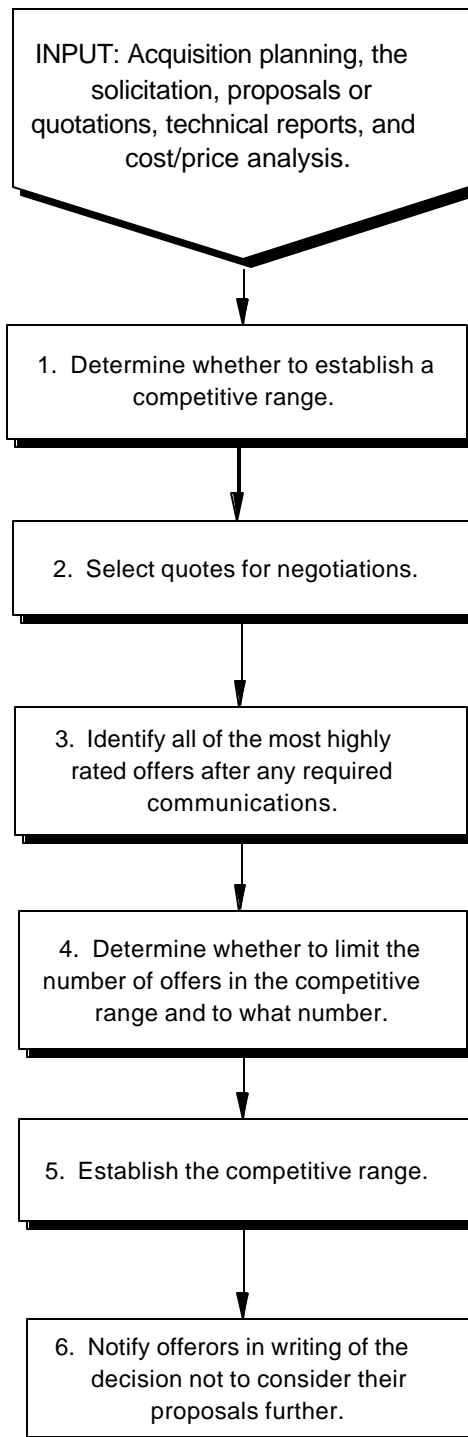 INPUT: Acquisition planning, the
solicitation, proposals or
quotations, technical reports, and
cost/price analysis.
1. Determine whether to establish a
competitive range.
2. Select quotes for negotiations.
3. Identify all of the most highly
rated offers after any required
communications.
4. Determine whether to limit the
number of offers in the competitive
range and to what number.
5. Establish the competitive range.
6. Notify offerors in writing of the
decision not to consider their
proposals further.